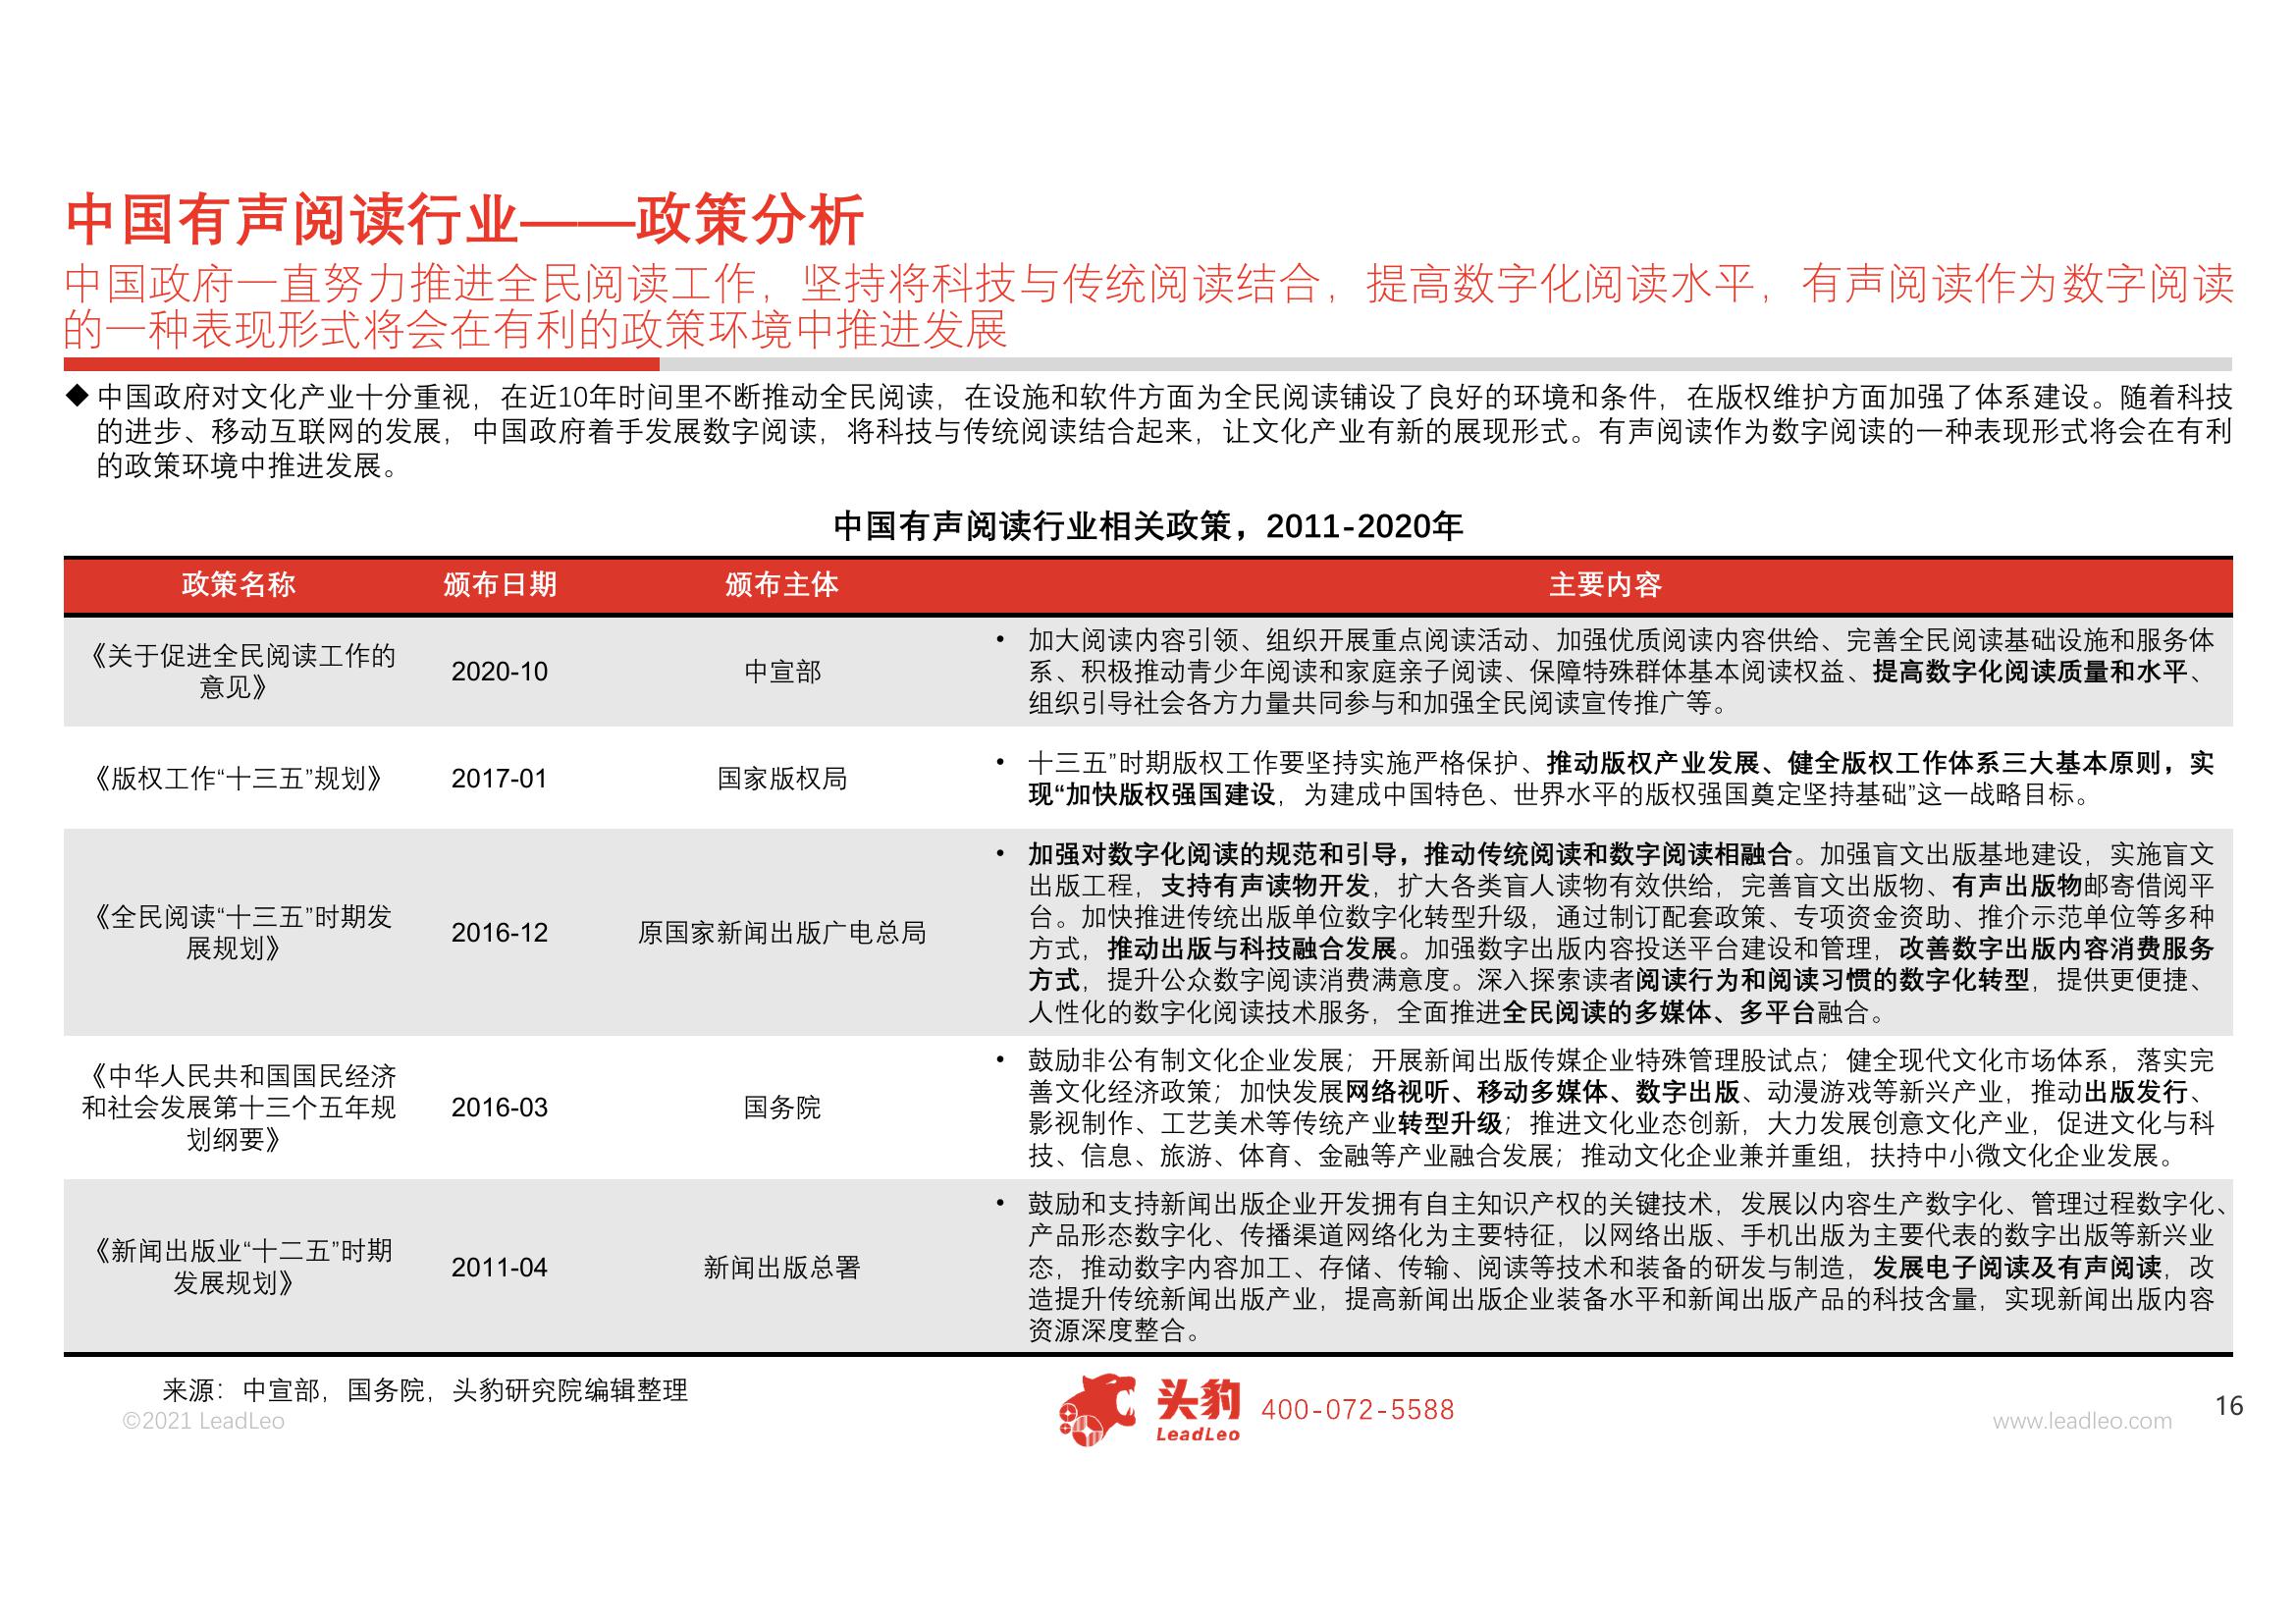 中国有声阅读行业——政策分析
中国政府一直努力推进全民阅读工作，坚持将科技与传统阅读结合，提高数字化阅读水平，有声阅读作为数字阅读
的一种表现形式将会在有利的政策环境中推进发展
◆ 中国政府对文化产业十分重视，在近10年时间里不断推动全民阅读，在设施和软件方面为全民阅读铺设了良好的环境和条件，在版权维护方面加强了体系建设。随着科技
的进步、移动互联网的发展，中国政府着手发展数字阅读，将科技与传统阅读结合起来，让文化产业有新的展现形式。有声阅读作为数字阅读的一种表现形式将会在有利
的政策环境中推进发展。
中国有声阅读行业相关政策，2011-2020年
政策名称 颁布日期 颁布主体 主要内容
《关于促进全民阅读工作的
意见》
2020-10
中宣部
• 加大阅读内容引领、组织开展重点阅读活动、加强优质阅读内容供给、完善全民阅读基础设施和服务体
系、积极推动青少年阅读和家庭亲子阅读、保障特殊群体基本阅读权益、提高数字化阅读质量和水平、
组织引导社会各方力量共同参与和加强全民阅读宣传推广等。
《版权工作“十三五”规划》
2017-01
国家版权局
• 十三五”时期版权工作要坚持实施严格保护、推动版权产业发展、健全版权工作体系三大基本原则，实
现“加快版权强国建设，为建成中国特色、世界水平的版权强国奠定坚持基础”这一战略目标。
《全民阅读“十三五”时期发
展规划》
2016-12
原国家新闻出版广电总局
• 加强对数字化阅读的规范和引导，推动传统阅读和数字阅读相融合。加强盲文出版基地建设，实施盲文
出版工程，支持有声读物开发，扩大各类盲人读物有效供给，完善盲文出版物、有声出版物邮寄借阅平
台。加快推进传统出版单位数字化转型升级，通过制订配套政策、专项资金资助、推介示范单位等多种
方式，推动出版与科技融合发展。加强数字出版内容投送平台建设和管理，改善数字出版内容消费服务
方式，提升公众数字阅读消费满意度。深入探索读者阅读行为和阅读习惯的数字化转型，提供更便捷、
人性化的数字化阅读技术服务，全面推进全民阅读的多媒体、多平台融合。
《中华人民共和国国民经济
和社会发展第十三个五年规
划纲要》
2016-03
国务院
• 鼓励非公有制文化企业发展；开展新闻出版传媒企业特殊管理股试点；健全现代文化市场体系，落实完
善文化经济政策；加快发展网络视听、移动多媒体、数字出版、动漫游戏等新兴产业，推动出版发行、
影视制作、工艺美术等传统产业转型升级；推进文化业态创新，大力发展创意文化产业，促进文化与科
技、信息、旅游、体育、金融等产业融合发展；推动文化企业兼并重组，扶持中小微文化企业发展。
《新闻出版业“十二五”时期
发展规划》
2011-04
新闻出版总署
• 鼓励和支持新闻出版企业开发拥有自主知识产权的关键技术，发展以内容生产数字化、管理过程数字化、
产品形态数字化、传播渠道网络化为主要特征，以网络出版、手机出版为主要代表的数字出版等新兴业
态，推动数字内容加工、存储、传输、阅读等技术和装备的研发与制造，发展电子阅读及有声阅读，改
造提升传统新闻出版产业，提高新闻出版企业装备水平和新闻出版产品的科技含量，实现新闻出版内容
资源深度整合。
来源：中宣部，国务院，头豹研究院编辑整理
©2021 LeadLeo
头豹
LeadLeo
400-072-5588
www.leadleo.com
16